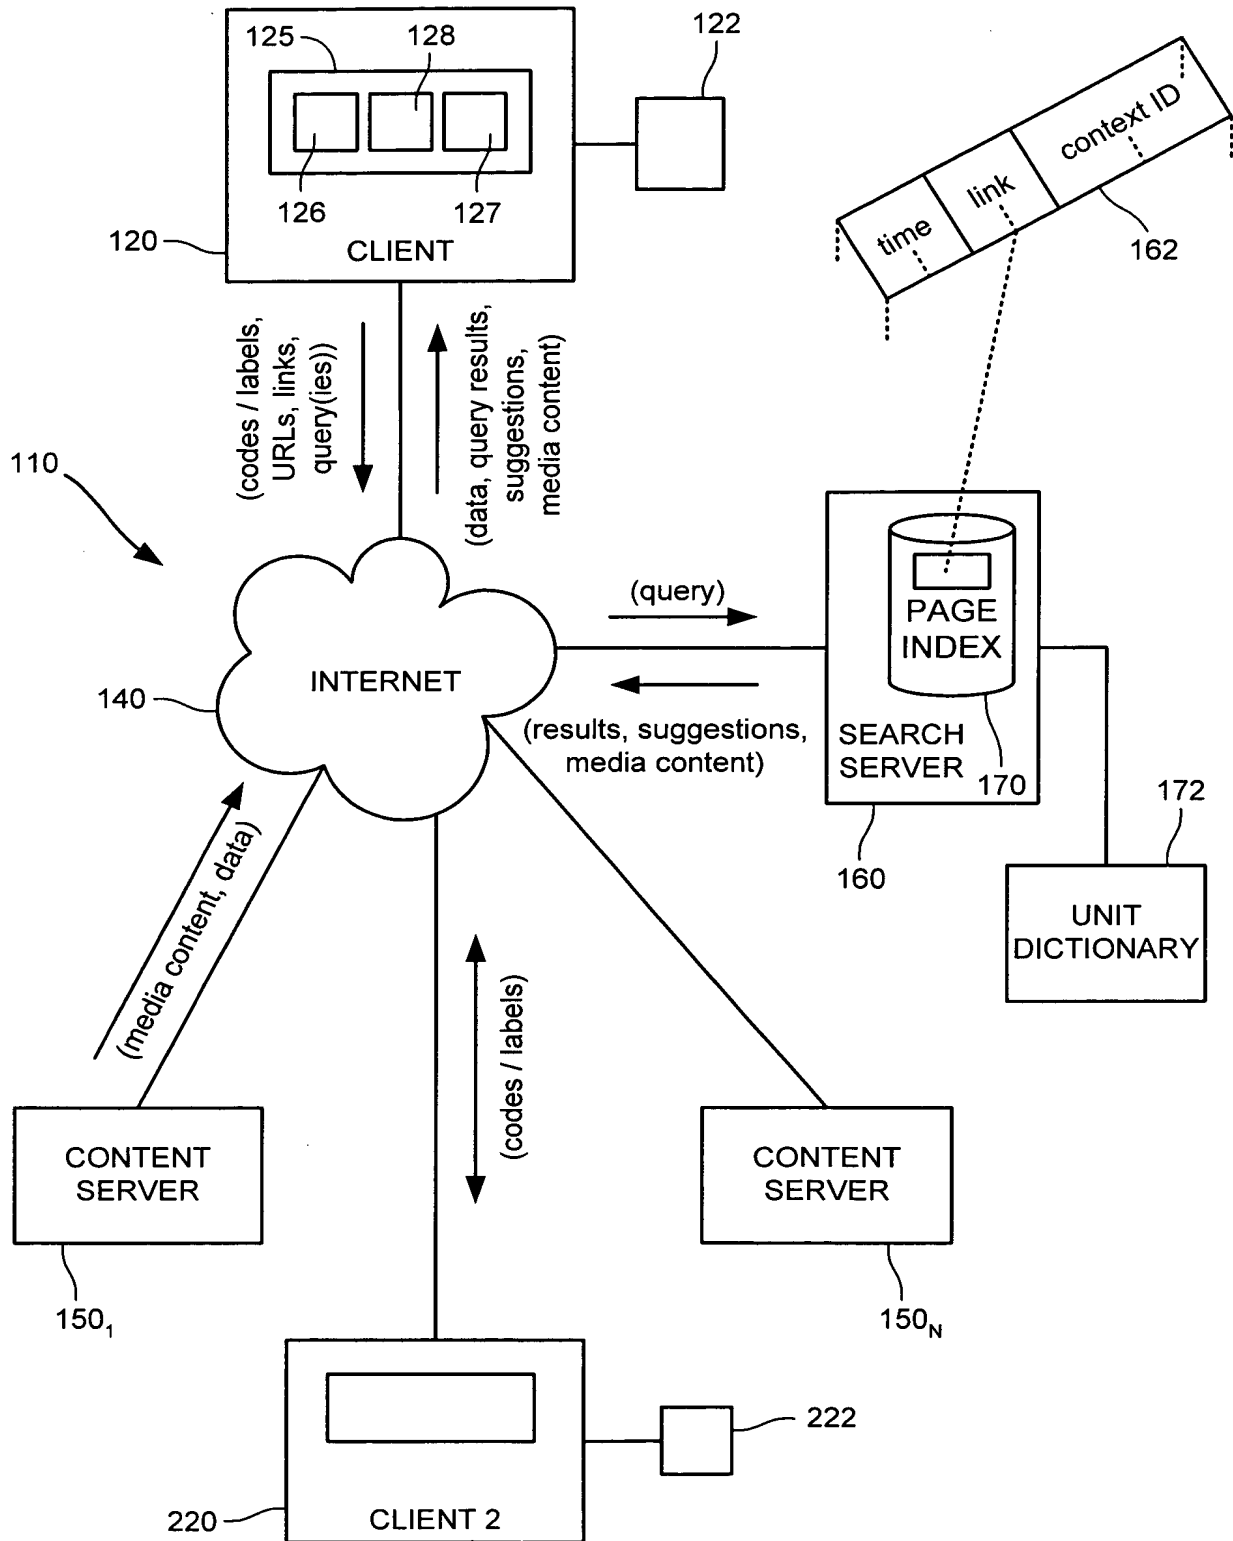 125
128
122
126
127
120
CLIENT
time
link
context ID
162
(codes / labels,
URLs, links,
query(ies))
(data, query results,
suggestions,
media content)
110
(query)
PAGE
INDEX
INTERNET
140
(results, suggestions,
media content)
SEARCH
SERVER
170
160
172
UNIT
DICTIONARY
(media content, data)
(codes / labels)
CONTENT
SERVER
150₁
CONTENT
SERVER
150N
222
220
CLIENT 2